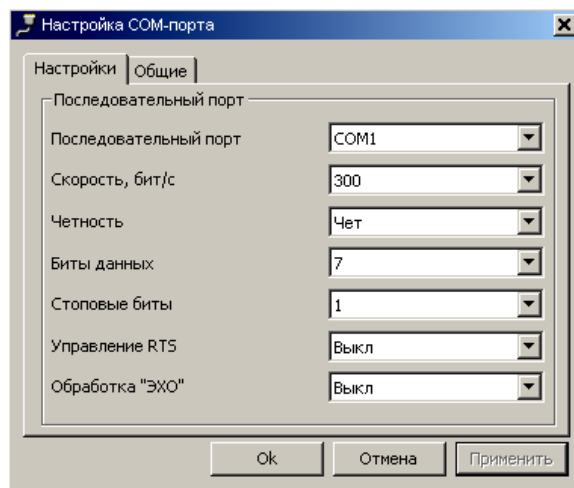 Настройка COM-порта
Настройки Общие
Последовательный порт
Последовательный порт COM1
Скорость, бит/с 300
Четность Чет
Биты данных 7
Стоповые биты 1
Управление RTS Выкл
Обработка "ЭХО" Выкл
Ok Отмена Применить